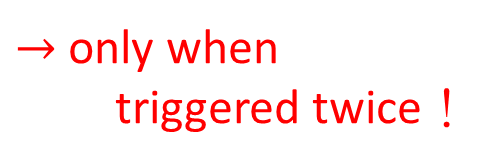 → only when
triggered twice！